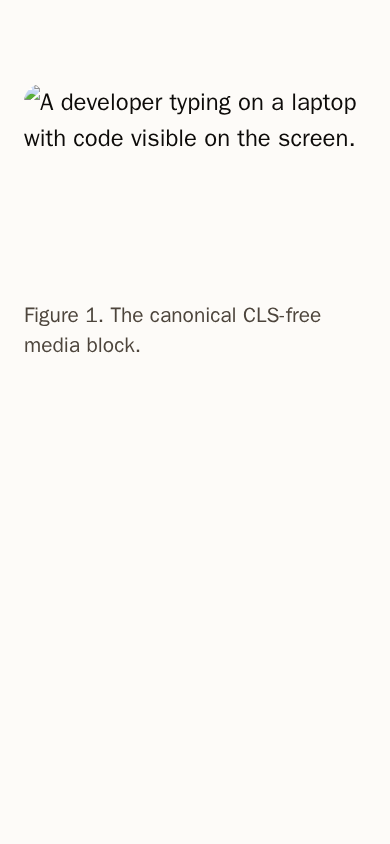 A developer typing on a laptop
with code visible on the screen.
Figure 1. The canonical CLS-free
media block.